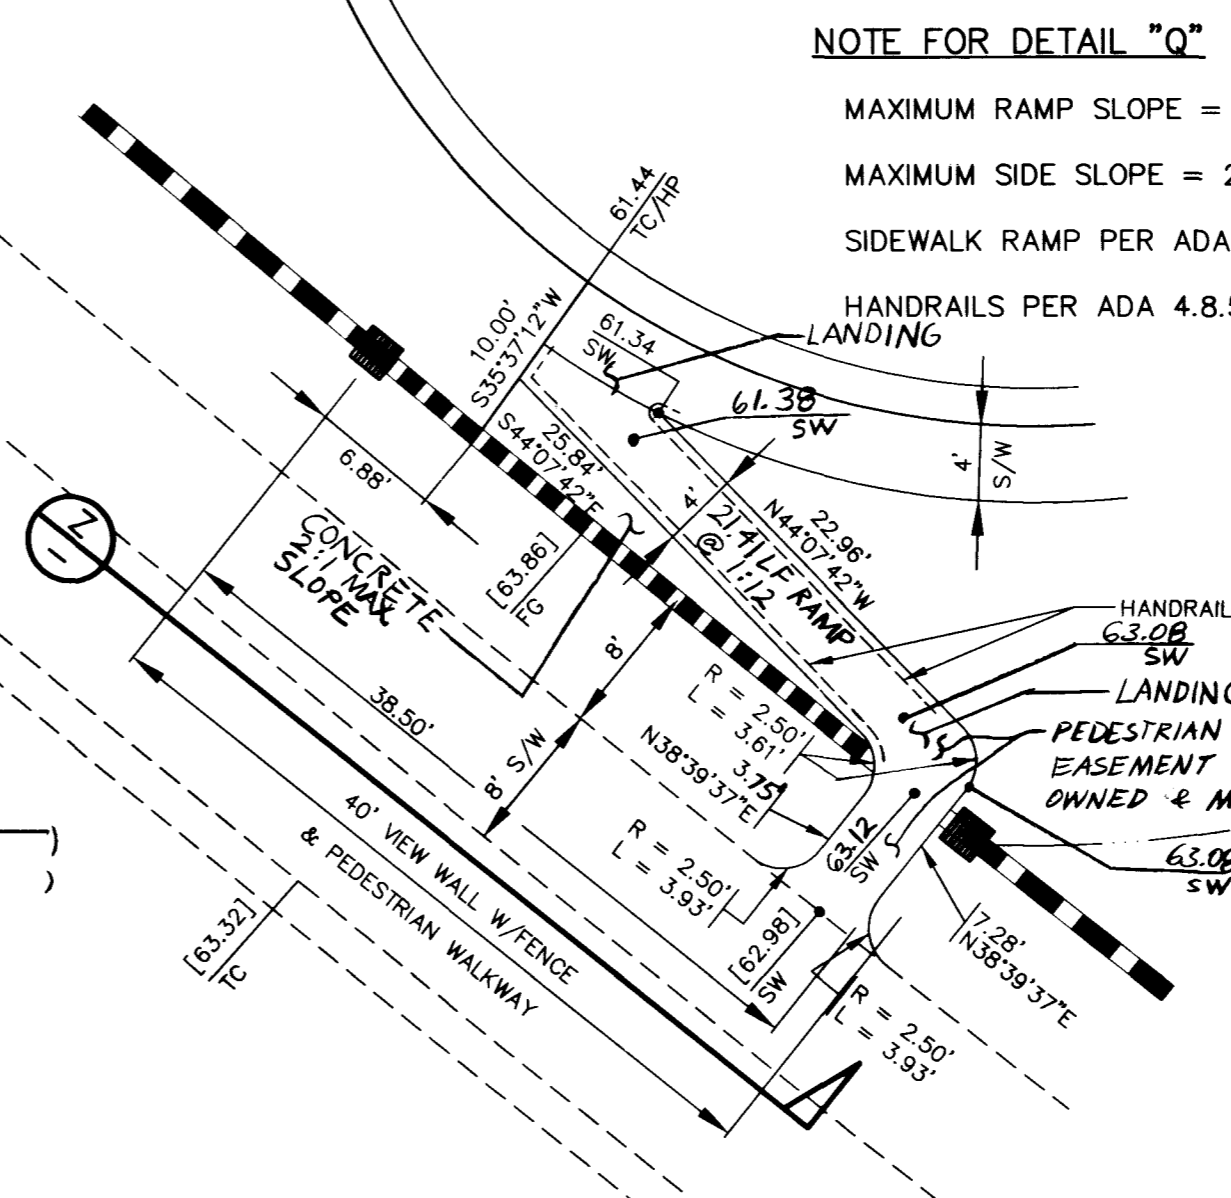 NOTE FOR DETAIL "Q"
MAXIMUM RAMP SLOPE =
MAXIMUM SIDE SLOPE = 2
SIDEWALK RAMP PER ADA
HANDRAILS PER ADA 4.8.5
61.44
TC/HP
10.00'
S35°37'12"W
61.34
SW
LANDING
61.38
SW
S44°07'42"E
25.84'
6.88'
4'
S/W
4'
22.96'
N44°07'42"W
21.41 LF RAMP
@ 1:12
Z
-
CONCRETE
2:1 MAX
SLOPE
[63.86]
FG
HANDRAIL
63.08
SW
LANDING
PEDESTRIAN
EASEMENT
OWNED & M
8'
38.50'
8' S/W
R = 2.50'
L = 3.61'
3.75'
N38°39'37"E
63.12
SW
63.08
SW
40' VIEW WALL W/FENCE
& PEDESTRIAN WALKWAY
R = 2.50'
L = 3.93'
[62.98]
SW
[63.32]
TC
7.28'
N38°39'37"E
R = 2.50'
L = 3.93'